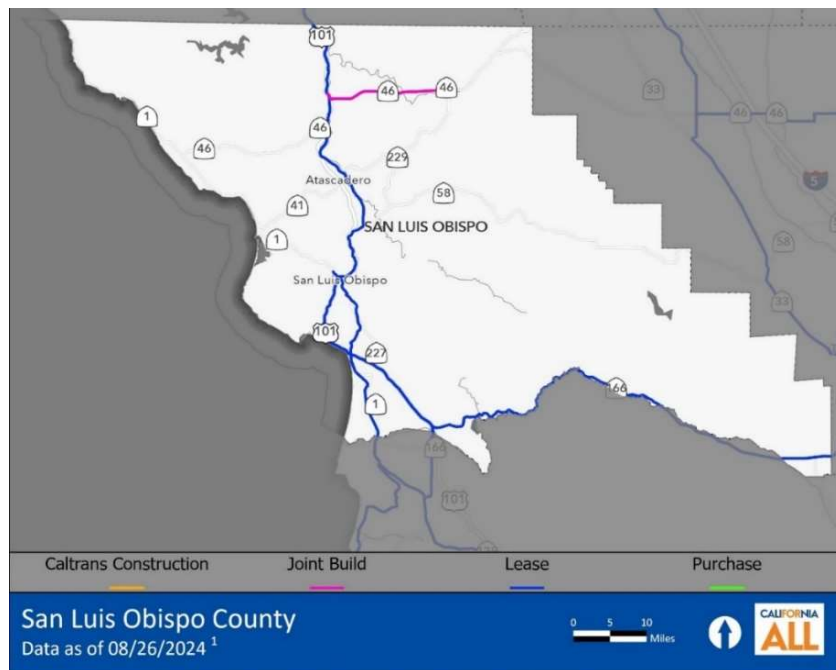 101
46
46
33
46
46
1
46
46
229
5
Atascadero
58
41
SAN LUIS OBISPO
1
58
San Luis Obispo
33
101
227
166
1
166
101
Caltrans Construction Joint Build Lease Purchase
San Luis Obispo County
Data as of 08/26/2024 1
0 5 10
Miles
CALIFORNIA
ALL